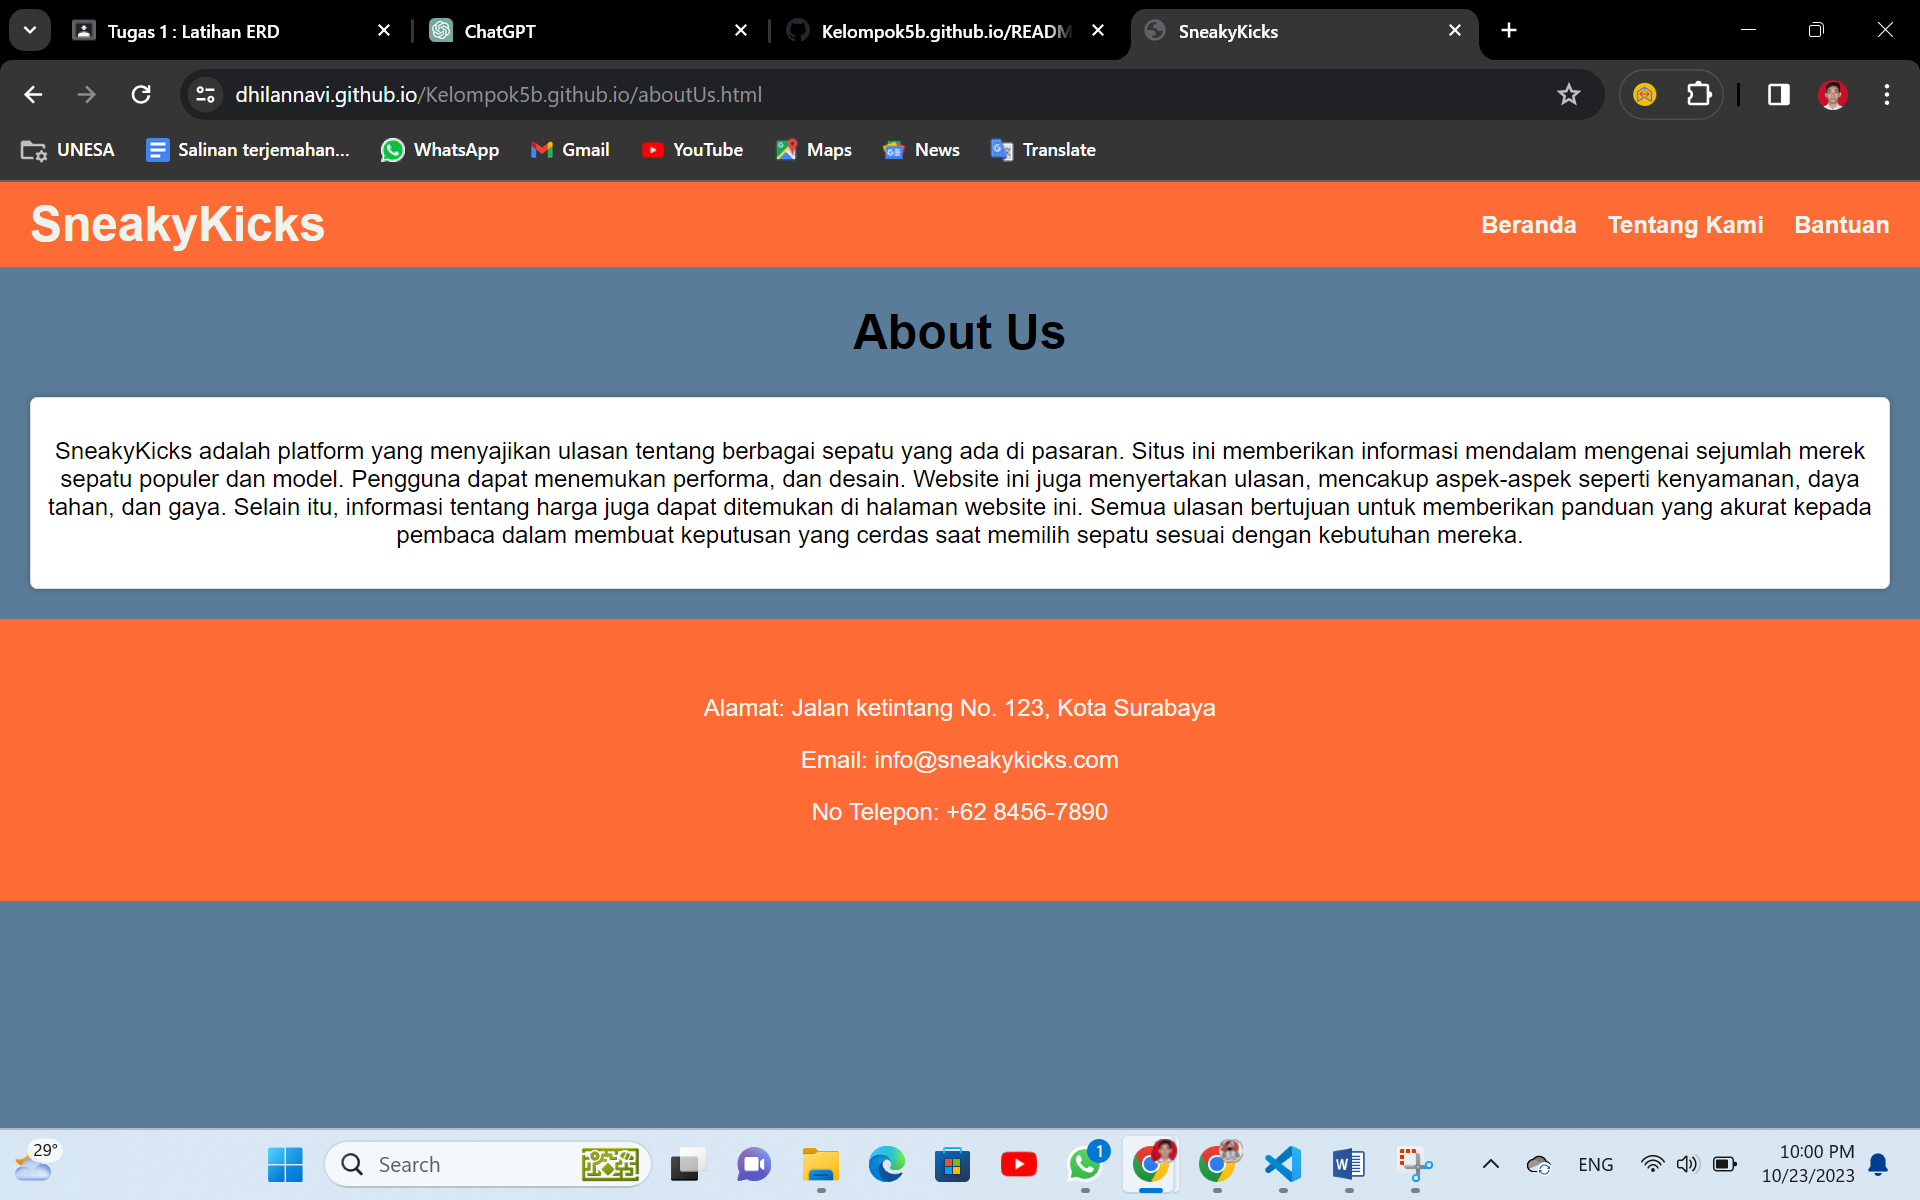 Tugas 1 : Latihan ERD
ChatGPT
Kelompok5b.github.io/READM
SneakyKicks
dhilannavi.github.io/Kelompok5b.github.io/aboutUs.html
UNESA
Salinan terjemahan...
WhatsApp
Gmail
YouTube
Maps
News
Translate
SneakyKicks
Beranda
Tentang Kami
Bantuan
About Us
SneakyKicks adalah platform yang menyajikan ulasan tentang berbagai sepatu yang ada di pasaran. Situs ini memberikan informasi mendalam mengenai sejumlah merek
sepatu populer dan model. Pengguna dapat menemukan performa, dan desain. Website ini juga menyertakan ulasan, mencakup aspek-aspek seperti kenyamanan, daya
tahan, dan gaya. Selain itu, informasi tentang harga juga dapat ditemukan di halaman website ini. Semua ulasan bertujuan untuk memberikan panduan yang akurat kepada
pembaca dalam membuat keputusan yang cerdas saat memilih sepatu sesuai dengan kebutuhan mereka.
Alamat: Jalan ketintang No. 123, Kota Surabaya
Email: info@sneakykicks.com
No Telepon: +62 8456-7890
29°
Search
1
ENG
10:00 PM
10/23/2023